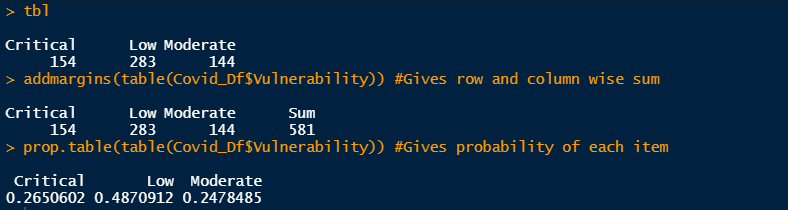 > tbl
Critical Low Moderate
154 283 144
> addmargins(table(Covid_Df$Vulnerability)) #Gives row and column wise sum
Critical Low Moderate Sum
154 283 144 581
> prop.table(table(Covid_Df$Vulnerability)) #Gives probability of each item
Critical Low Moderate
0.2650602 0.4870912 0.2478485